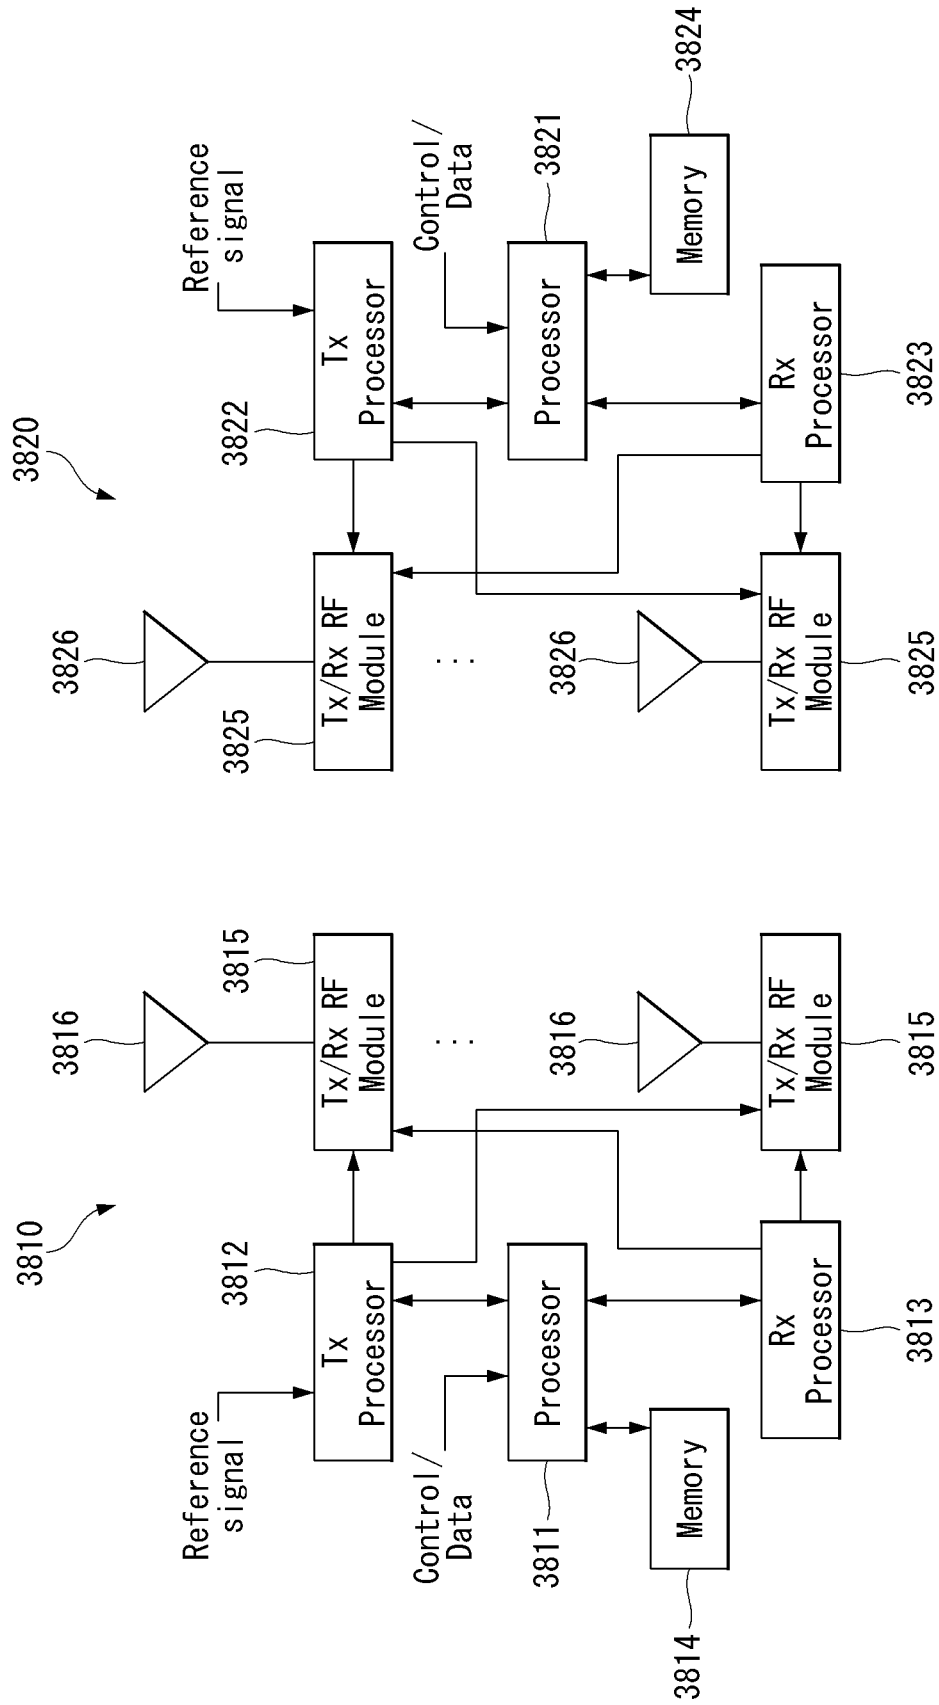 3810
3816
3815
Reference
signal
3812
Tx
Processor
Tx/Rx RF
Module
Control/
Data
3811
Processor
...
3816
Memory
3814
Rx
Processor
3813
Tx/Rx RF
Module
3815
3820
3826
3825
Reference
signal
3822
Tx/Rx RF
Module
Tx
Processor
Control/
Data
3821
...
3826
Processor
Memory
3824
Tx/Rx RF
Module
3825
Rx
Processor
3823